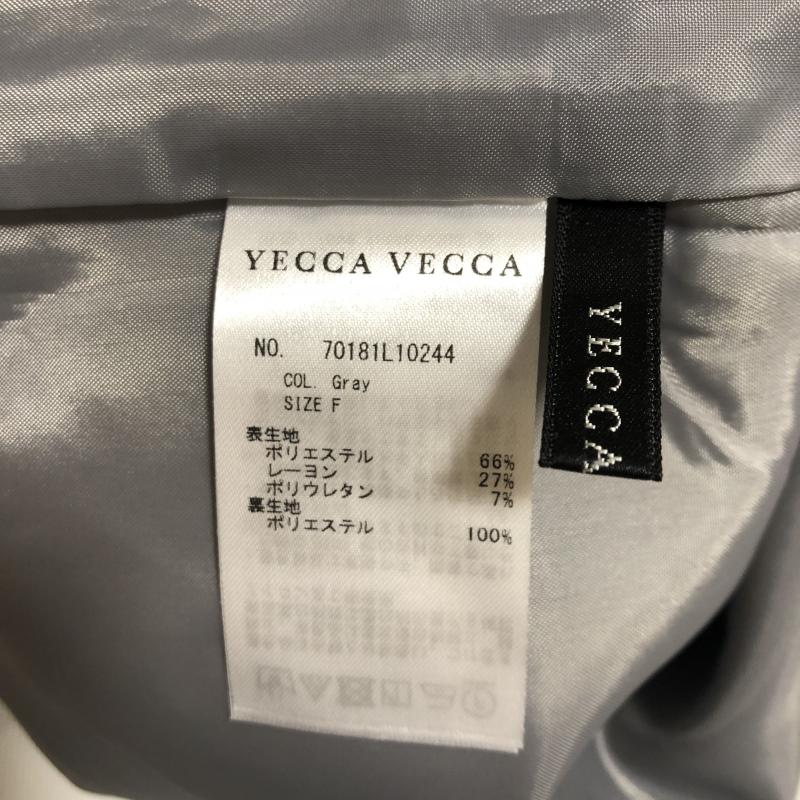 YECCA VECCA
NO. 70181L10244
COL. Gray
SIZE F
表生地
ポリエステル 66%
レーヨン 27%
ポリウレタン 7%
裏生地
ポリエステル 100%
YECCA